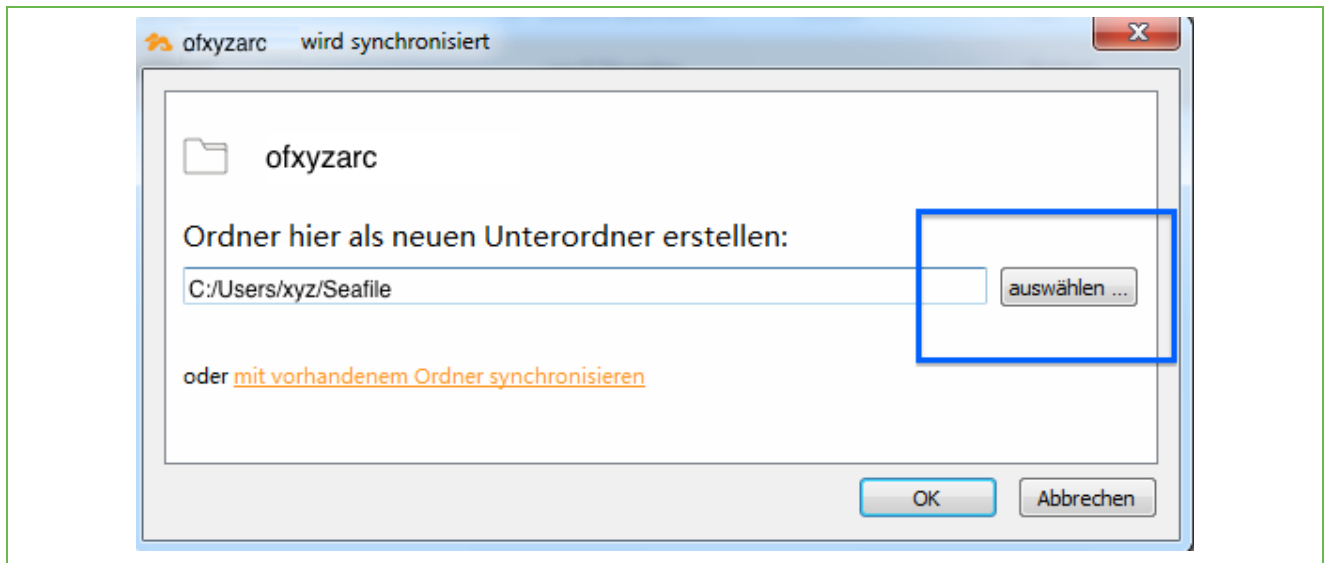 ofxyzarc wird synchronisiert
ofxyzarc
Ordner hier als neuen Unterordner erstellen:
C:/Users/xyz/Seafile
auswählen ...
oder mit vorhandenem Ordner synchronisieren
OK
Abbrechen